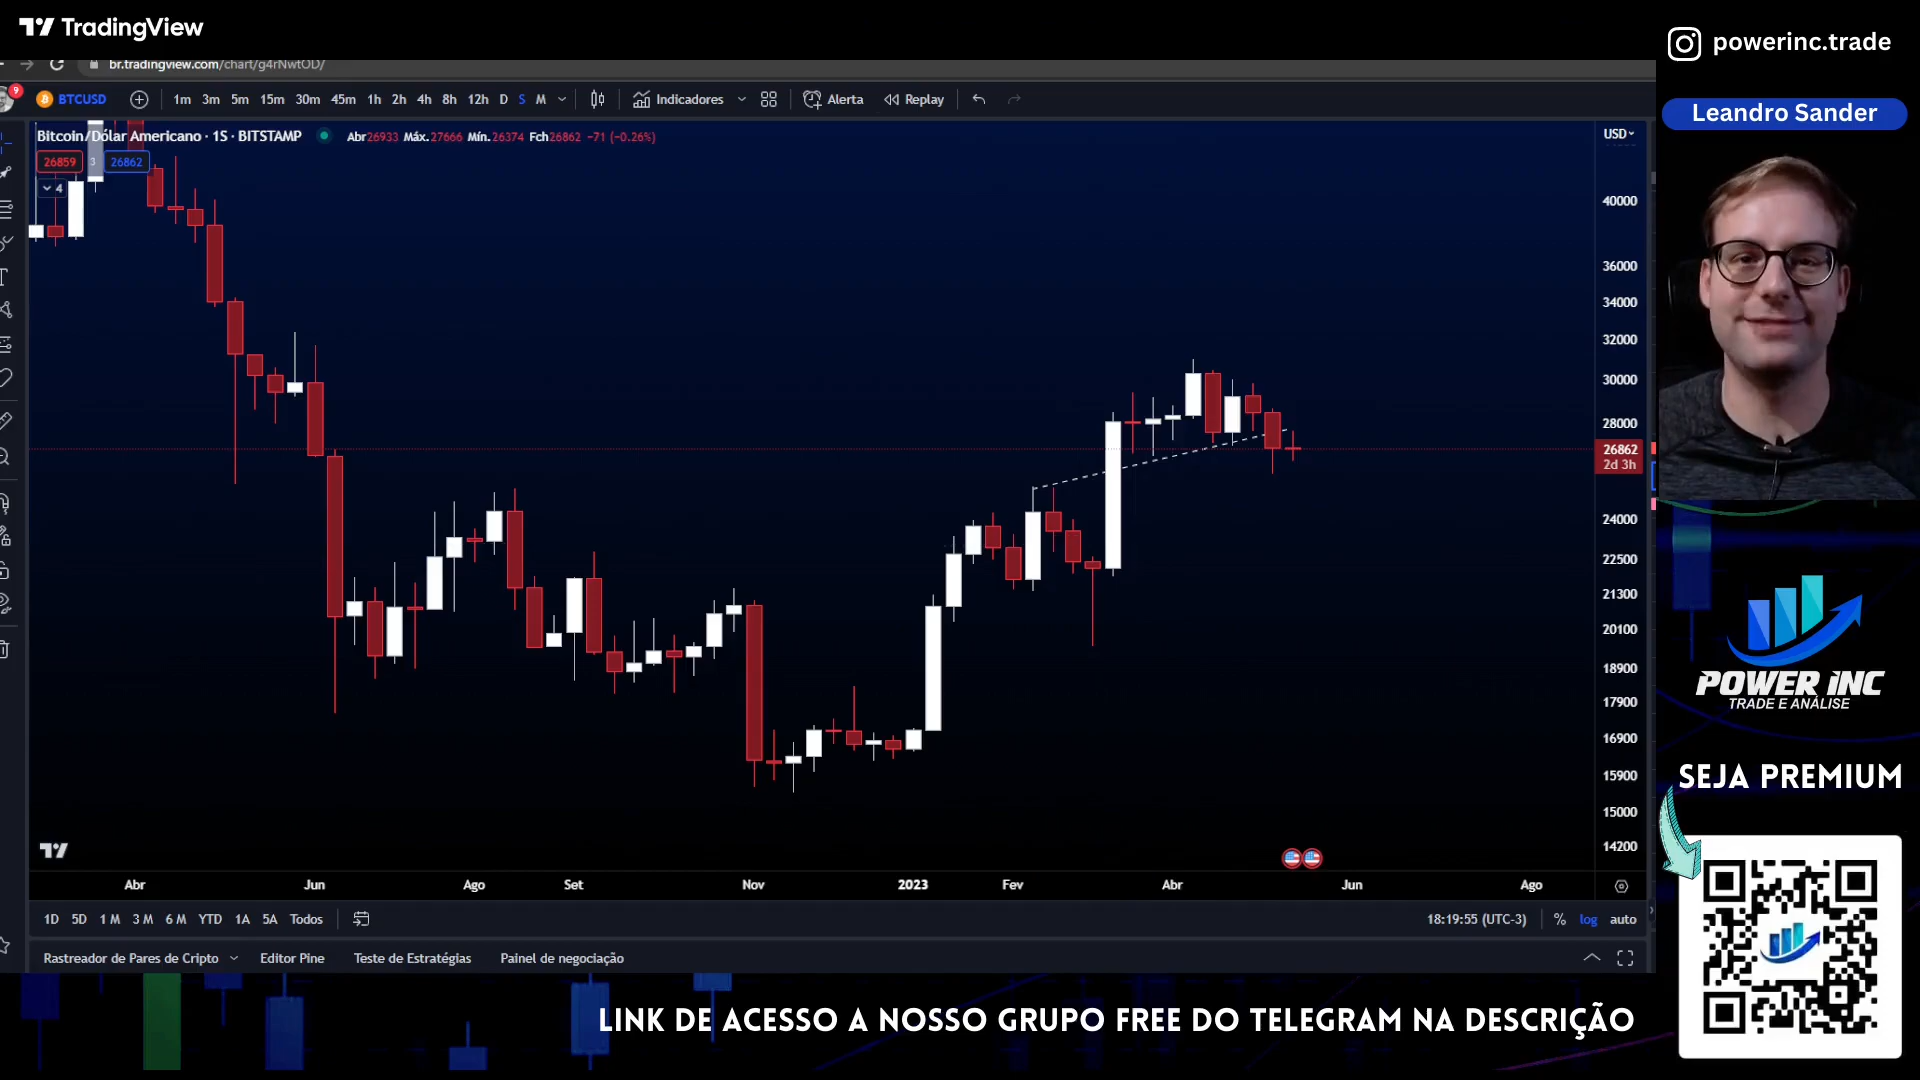 TradingView
powerinc.trade
br.tradingview.com/chart/g4rNwtOD/
9
BTCUSD
1m 3m 5m 15m 30m 45m 1h 2h 4h 8h 12h D S M
Indicadores
Alerta
Replay
Leandro Sander
Bitcoin/Dólar Americano · 1S · BITSTAMP
Abr26933 Máx.27666 Mín.26374 Fch26862 −71 (−0.26%)
USD
26859 3 26862
4
40000
36000
34000
32000
30000
28000
26862
2d 3h
24000
22500
21300
20100
18900
17900
16900
15900
15000
14200
POWER INC
TRADE E ANÁLISE
SEJA PREMIUM
Abr Jun Ago Set Nov 2023 Fev Abr Jun Ago
1D 5D 1M 3M 6M YTD 1A 5A Todos
18:19:55 (UTC-3) % log auto
Rastreador de Pares de Cripto Editor Pine Teste de Estratégias Painel de negociação
LINK DE ACESSO A NOSSO GRUPO FREE DO TELEGRAM NA DESCRIÇÃO